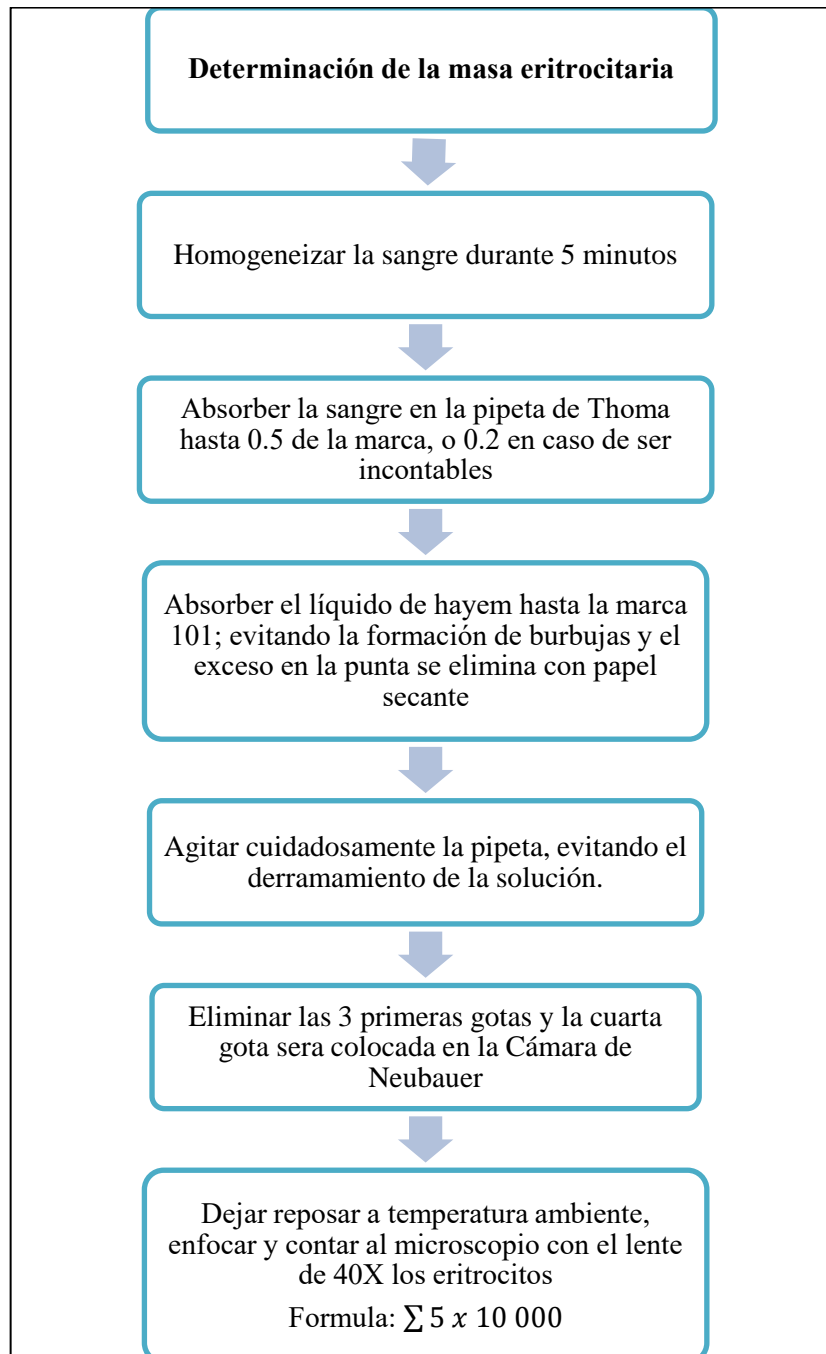 Determinación de la masa eritrocitaria
Homogeneizar la sangre durante 5 minutos
Absorber la sangre en la pipeta de Thoma
hasta 0.5 de la marca, o 0.2 en caso de ser
incontables
Absorber el líquido de hayem hasta la marca
101; evitando la formación de burbujas y el
exceso en la punta se elimina con papel
secante
Agitar cuidadosamente la pipeta, evitando el
derramamiento de la solución.
Eliminar las 3 primeras gotas y la cuarta
gota sera colocada en la Cámara de
Neubauer
Dejar reposar a temperatura ambiente,
enfocar y contar al microscopio con el lente
de 40X los eritrocitos
Formula: ∑ 5 𝑥 10 000